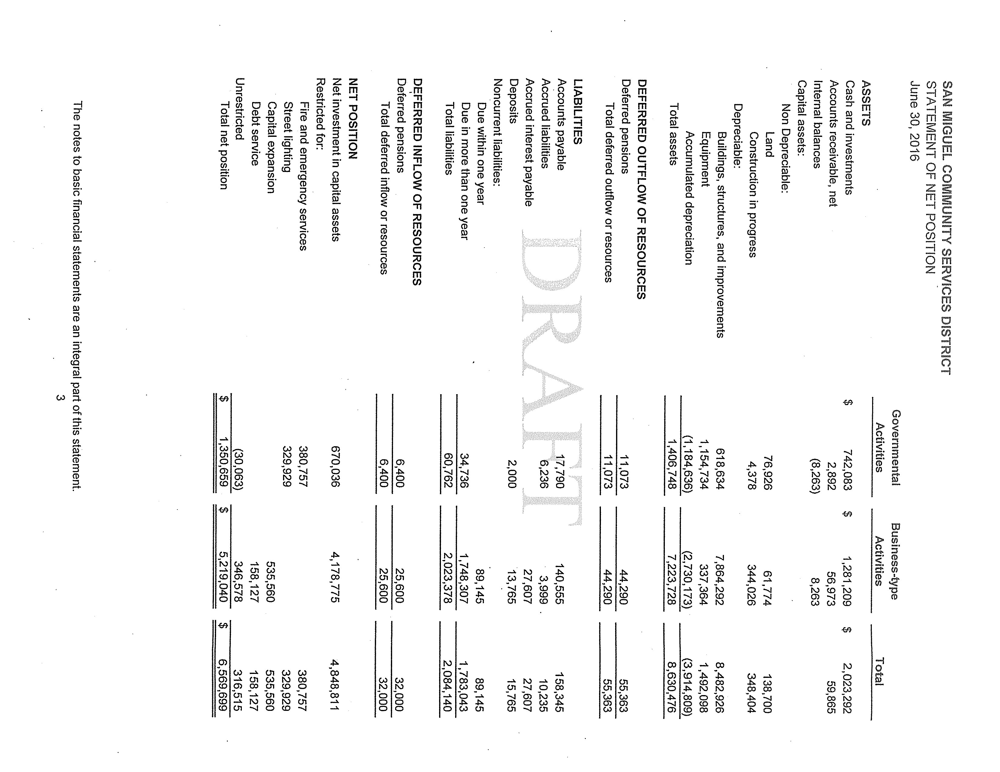 SAN MIGUEL COMMUNITY SERVICES DISTRICT
STATEMENT OF NET POSITION
June 30, 2016
Governmental Business-type
Activities Activities Total
ASSETS
Cash and investments $ 742,083 $ 1,281,209 $ 2,023,292
Accounts receivable, net 2,892 56,973 59,865
Internal balances (8,263) 8,263
Capital assets:
Non Depreciable:
Land 76,926 61,774 138,700
Construction in progress 4,378 344,026 348,404
Depreciable:
Buildings, structures, and improvements 618,634 7,864,292 8,482,926
Equipment 1,154,734 337,364 1,492,098
Accumulated depreciation (1,184,636) (2,730,173) (3,914,809)
Total assets 1,406,748 7,223,728 8,630,476
DEFERRED OUTFLOW OF RESOURCES
Deferred pensions 11,073 44,290 55,363
Total deferred outflow or resources 11,073 44,290 55,363
LIABILITIES
Accounts payable 17,790 140,555 158,345
Accrued liabilities 6,236 3,999 10,235
Accrued interest payable 27,607 27,607
Deposits 2,000 13,765 15,765
DRAFT
Noncurrent liabilities:
Due within one year 89,145 89,145
Due in more than one year 34,736 1,748,307 1,783,043
Total liabilities 60,762 2,023,378 2,084,140
DEFERRED INFLOW OF RESOURCES
Deferred pensions 6,400 25,600 32,000
Total deferred inflow or resources 6,400 25,600 32,000
NET POSITION
Net investment in capital assets 670,036 4,178,775 4,848,811
Restricted for:
Fire and emergency services 380,757 380,757
Street lighting 329,929 329,929
Capital expansion 535,560 535,560
Debt service 158,127 158,127
Unrestricted (30,063) 346,578 316,515
Total net position $ 1,350,659 $ 5,219,040 $ 6,569,699
The notes to basic financial statements are an integral part of this statement.
3